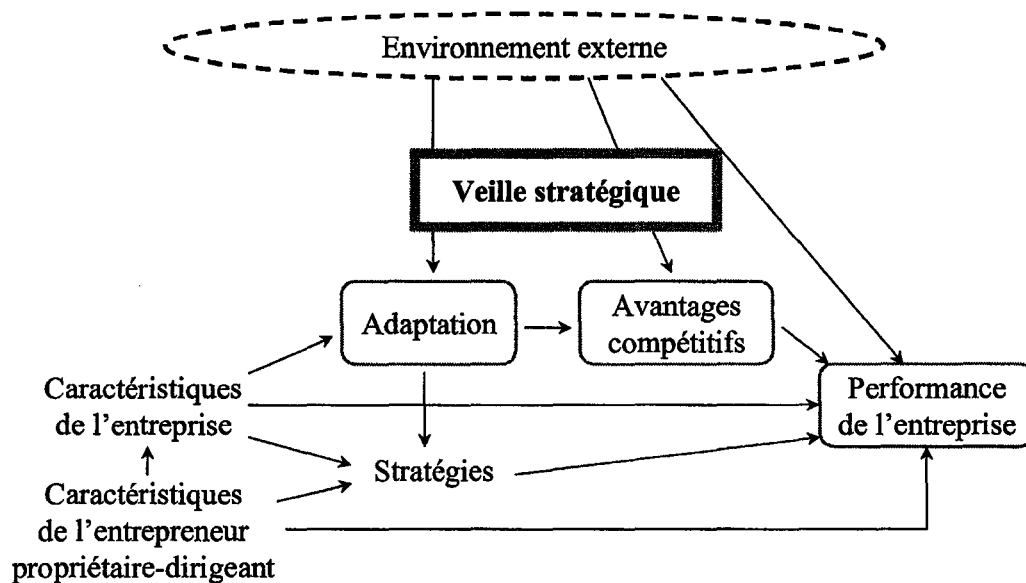 Environnement externe
Veille stratégique
Adaptation
Avantages
compétitifs
Caractéristiques
de l'entreprise
Performance
de l'entreprise
Stratégies
Caractéristiques
de l'entrepreneur
propriétaire-dirigeant